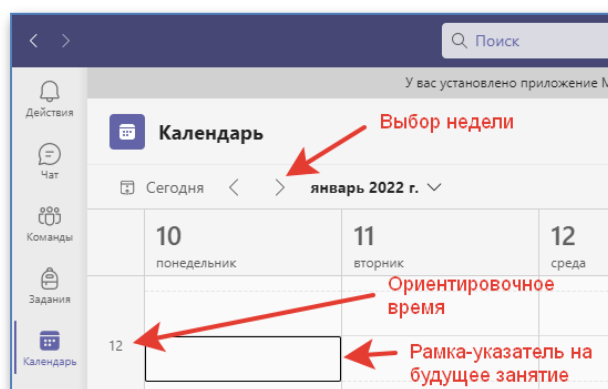 Поиск
У вас установлено приложение
Действия
Календарь
Выбор недели
Чат
Сегодня
январь 2022 г.
Команды
10
понедельник
11
вторник
12
среда
Задания
Ориентировочное
время
12
Календарь
Рамка-указатель на
будущее занятие